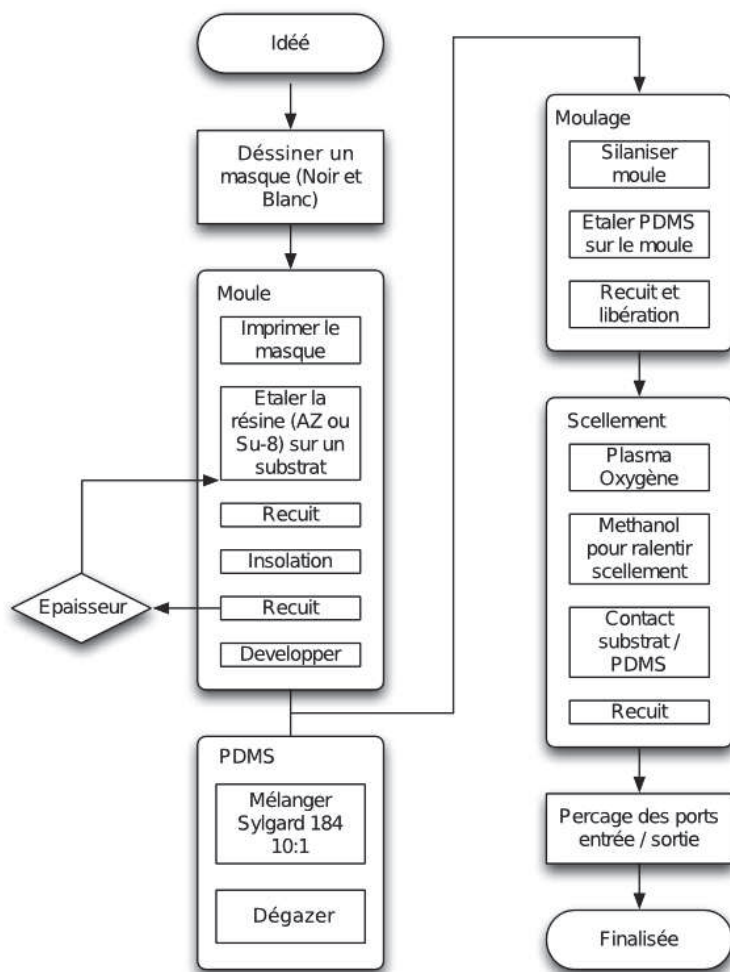 Idéé
Déssiner un
masque (Noir et
Blanc)
Moule
Imprimer le
masque
Etaler la
résine (AZ ou
Su-8) sur un
substrat
Recuit
Insolation
Epaisseur
Recuit
Developper
PDMS
Mélanger
Sylgard 184
10:1
Dégazer
Moulage
Silaniser
moule
Etaler PDMS
sur le moule
Recuit et
libération
Scellement
Plasma
Oxygène
Methanol
pour ralentir
scellement
Contact
substrat /
PDMS
Recuit
Percage des ports
entrée / sortie
Finalisée